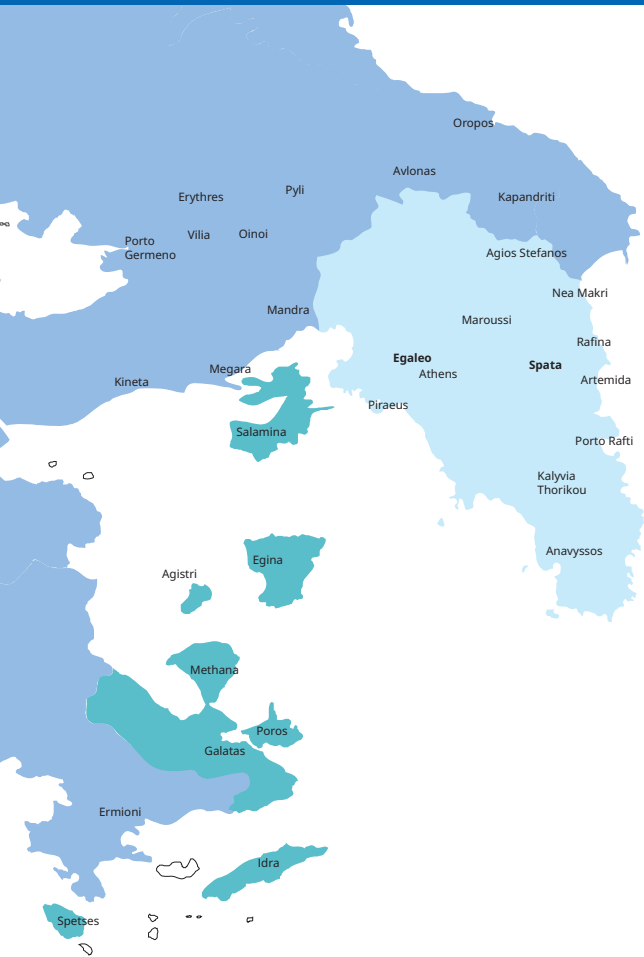 Oropos
Avlonas
Pyli
Erythres
Kapandriti
Vilia
Oinoi
Porto
Germeno
Agios Stefanos
Nea Makri
Mandra
Maroussi
Rafina
Egaleo
Spata
Megara
Athens
Kineta
Artemida
Piraeus
Salamina
Porto Rafti
Kalyvia
Thorikou
Anavyssos
Egina
Agistri
Methana
Poros
Galatas
Ermioni
Idra
Spetses